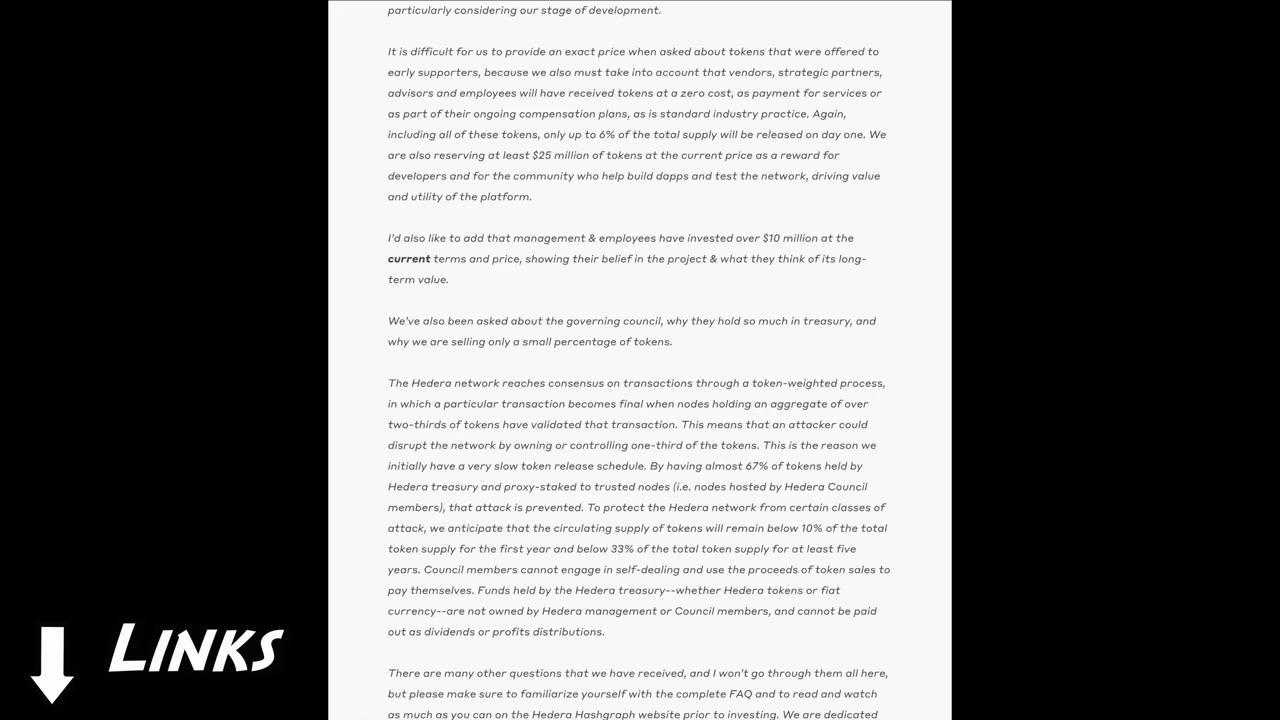 particularly considering our stage of development.
It is difficult for us to provide an exact price when asked about tokens that were offered to
early supporters, because we also must take into account that vendors, strategic partners,
advisors and employees will have received tokens at a zero cost, as payment for services or
as part of their ongoing compensation plans, as is standard industry practice. Again,
including all of these tokens, only up to 6% of the total supply will be released on day one. We
are also reserving at least $25 million of tokens at the current price as a reward for
developers and for the community who help build dapps and test the network, driving value
and utility of the platform.
I'd also like to add that management & employees have invested over $10 million at the
current terms and price, showing their belief in the project & what they think of its long-
term value.
We've also been asked about the governing council, why they hold so much in treasury, and
why we are selling only a small percentage of tokens.
The Hedera network reaches consensus on transactions through a token-weighted process,
in which a particular transaction becomes final when nodes holding an aggregate of over
two-thirds of tokens have validated that transaction. This means that an attacker could
disrupt the network by owning or controlling one-third of the tokens. This is the reason we
initially have a very slow token release schedule. By having almost 67% of tokens held by
Hedera treasury and proxy-staked to trusted nodes (i.e. nodes hosted by Hedera Council
members), that attack is prevented. To protect the Hedera network from certain classes of
attack, we anticipate that the circulating supply of tokens will remain below 10% of the total
token supply for the first year and below 33% of the total token supply for at least five
years. Council members cannot engage in self-dealing and use the proceeds of token sales to
pay themselves. Funds held by the Hedera treasury--whether Hedera tokens or fiat
currency--are not owned by Hedera management or Council members, and cannot be paid
out as dividends or profits distributions.
There are many other questions that we have received, and I won't go through them all here,
but please make sure to familiarize yourself with the complete FAQ and to read and watch
as much as you can on the Hedera Hashgraph website prior to investing. We are dedicated
LINKS